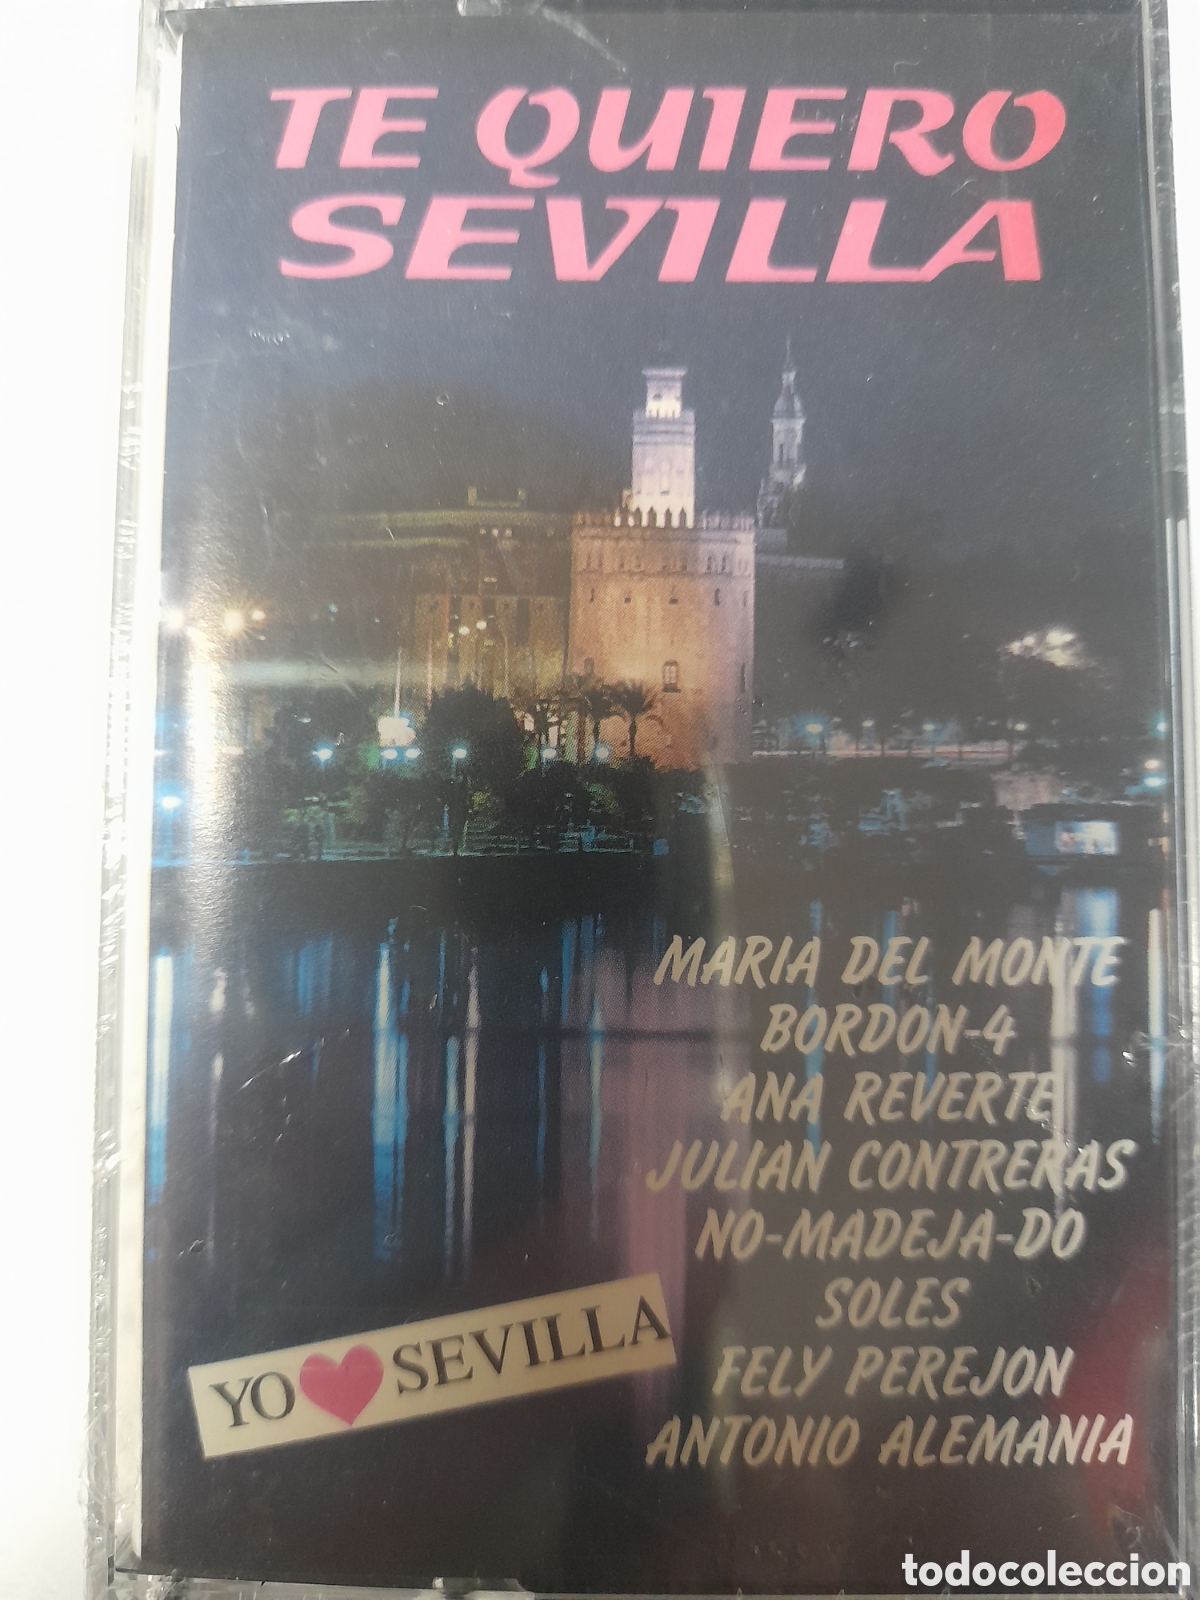 TE QUIERO
SEVILLA
MARIA DEL MONTE
BORDON-4
ANA REVERTE
JULIAN CONTRERAS
NO-MADEJA-DO
SOLES
FELY PEREJON
ANTONIO ALEMANIA
YO ❤ SEVILLA
todocoleccion